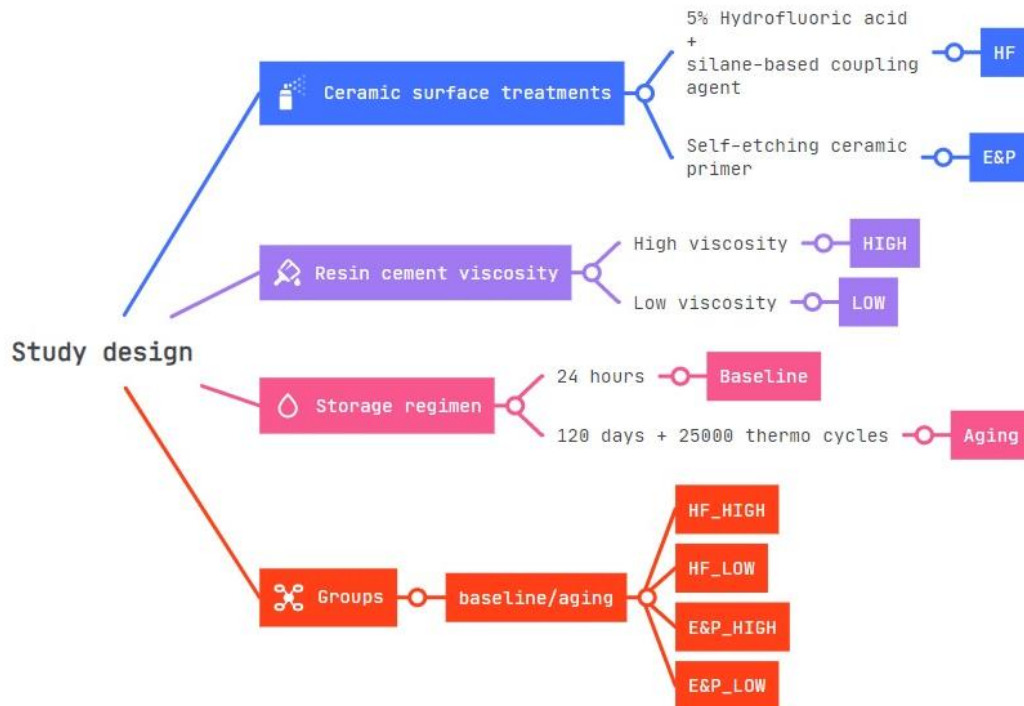 5% Hydrofluoric acid
+
silane-based coupling
agent
HF
Ceramic surface treatments
Self-etching ceramic
primer
E&P
High viscosity
HIGH
Resin cement viscosity
Low viscosity
LOW
Study design
24 hours
Baseline
Storage regimen
120 days + 25000 thermo cycles
Aging
HF_HIGH
HF_LOW
Groups
baseline/aging
E&P_HIGH
E&P_LOW